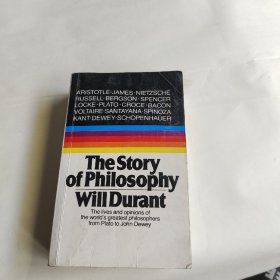 ARISTOTLE·JAMES·NIETZSCHE
RUSSELL·BERGSON·SPENCER
LOCKE·PLATO·CROCE·BACON
VOLTAIRE·SANTAYANA·SPINOZA
KANT·DEWEY·SCHOPENHAUER
The Story
of Philosophy
Will Durant
The lives and opinions of
the world's greatest philosophers
from Plato to John Dewey